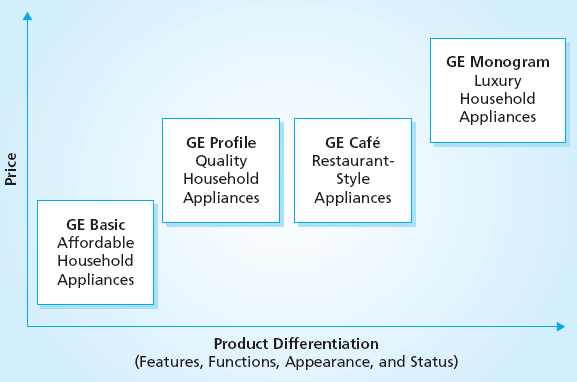 Price
GE Basic
Affordable
Household
Appliances
GE Profile
Quality
Household
Appliances
GE Café
Restaurant-
Style
Appliances
GE Monogram
Luxury
Household
Appliances
Product Differentiation
(Features, Functions, Appearance, and Status)